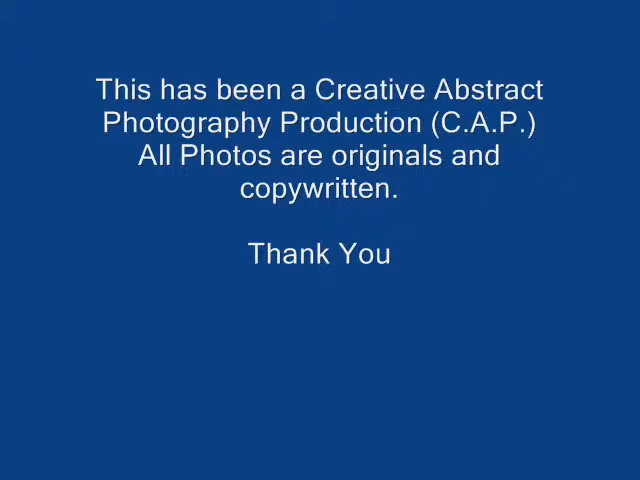 This has been a Creative Abstract
Photography Production (C.A.P.)
All Photos are originals and
copywritten.
Thank You